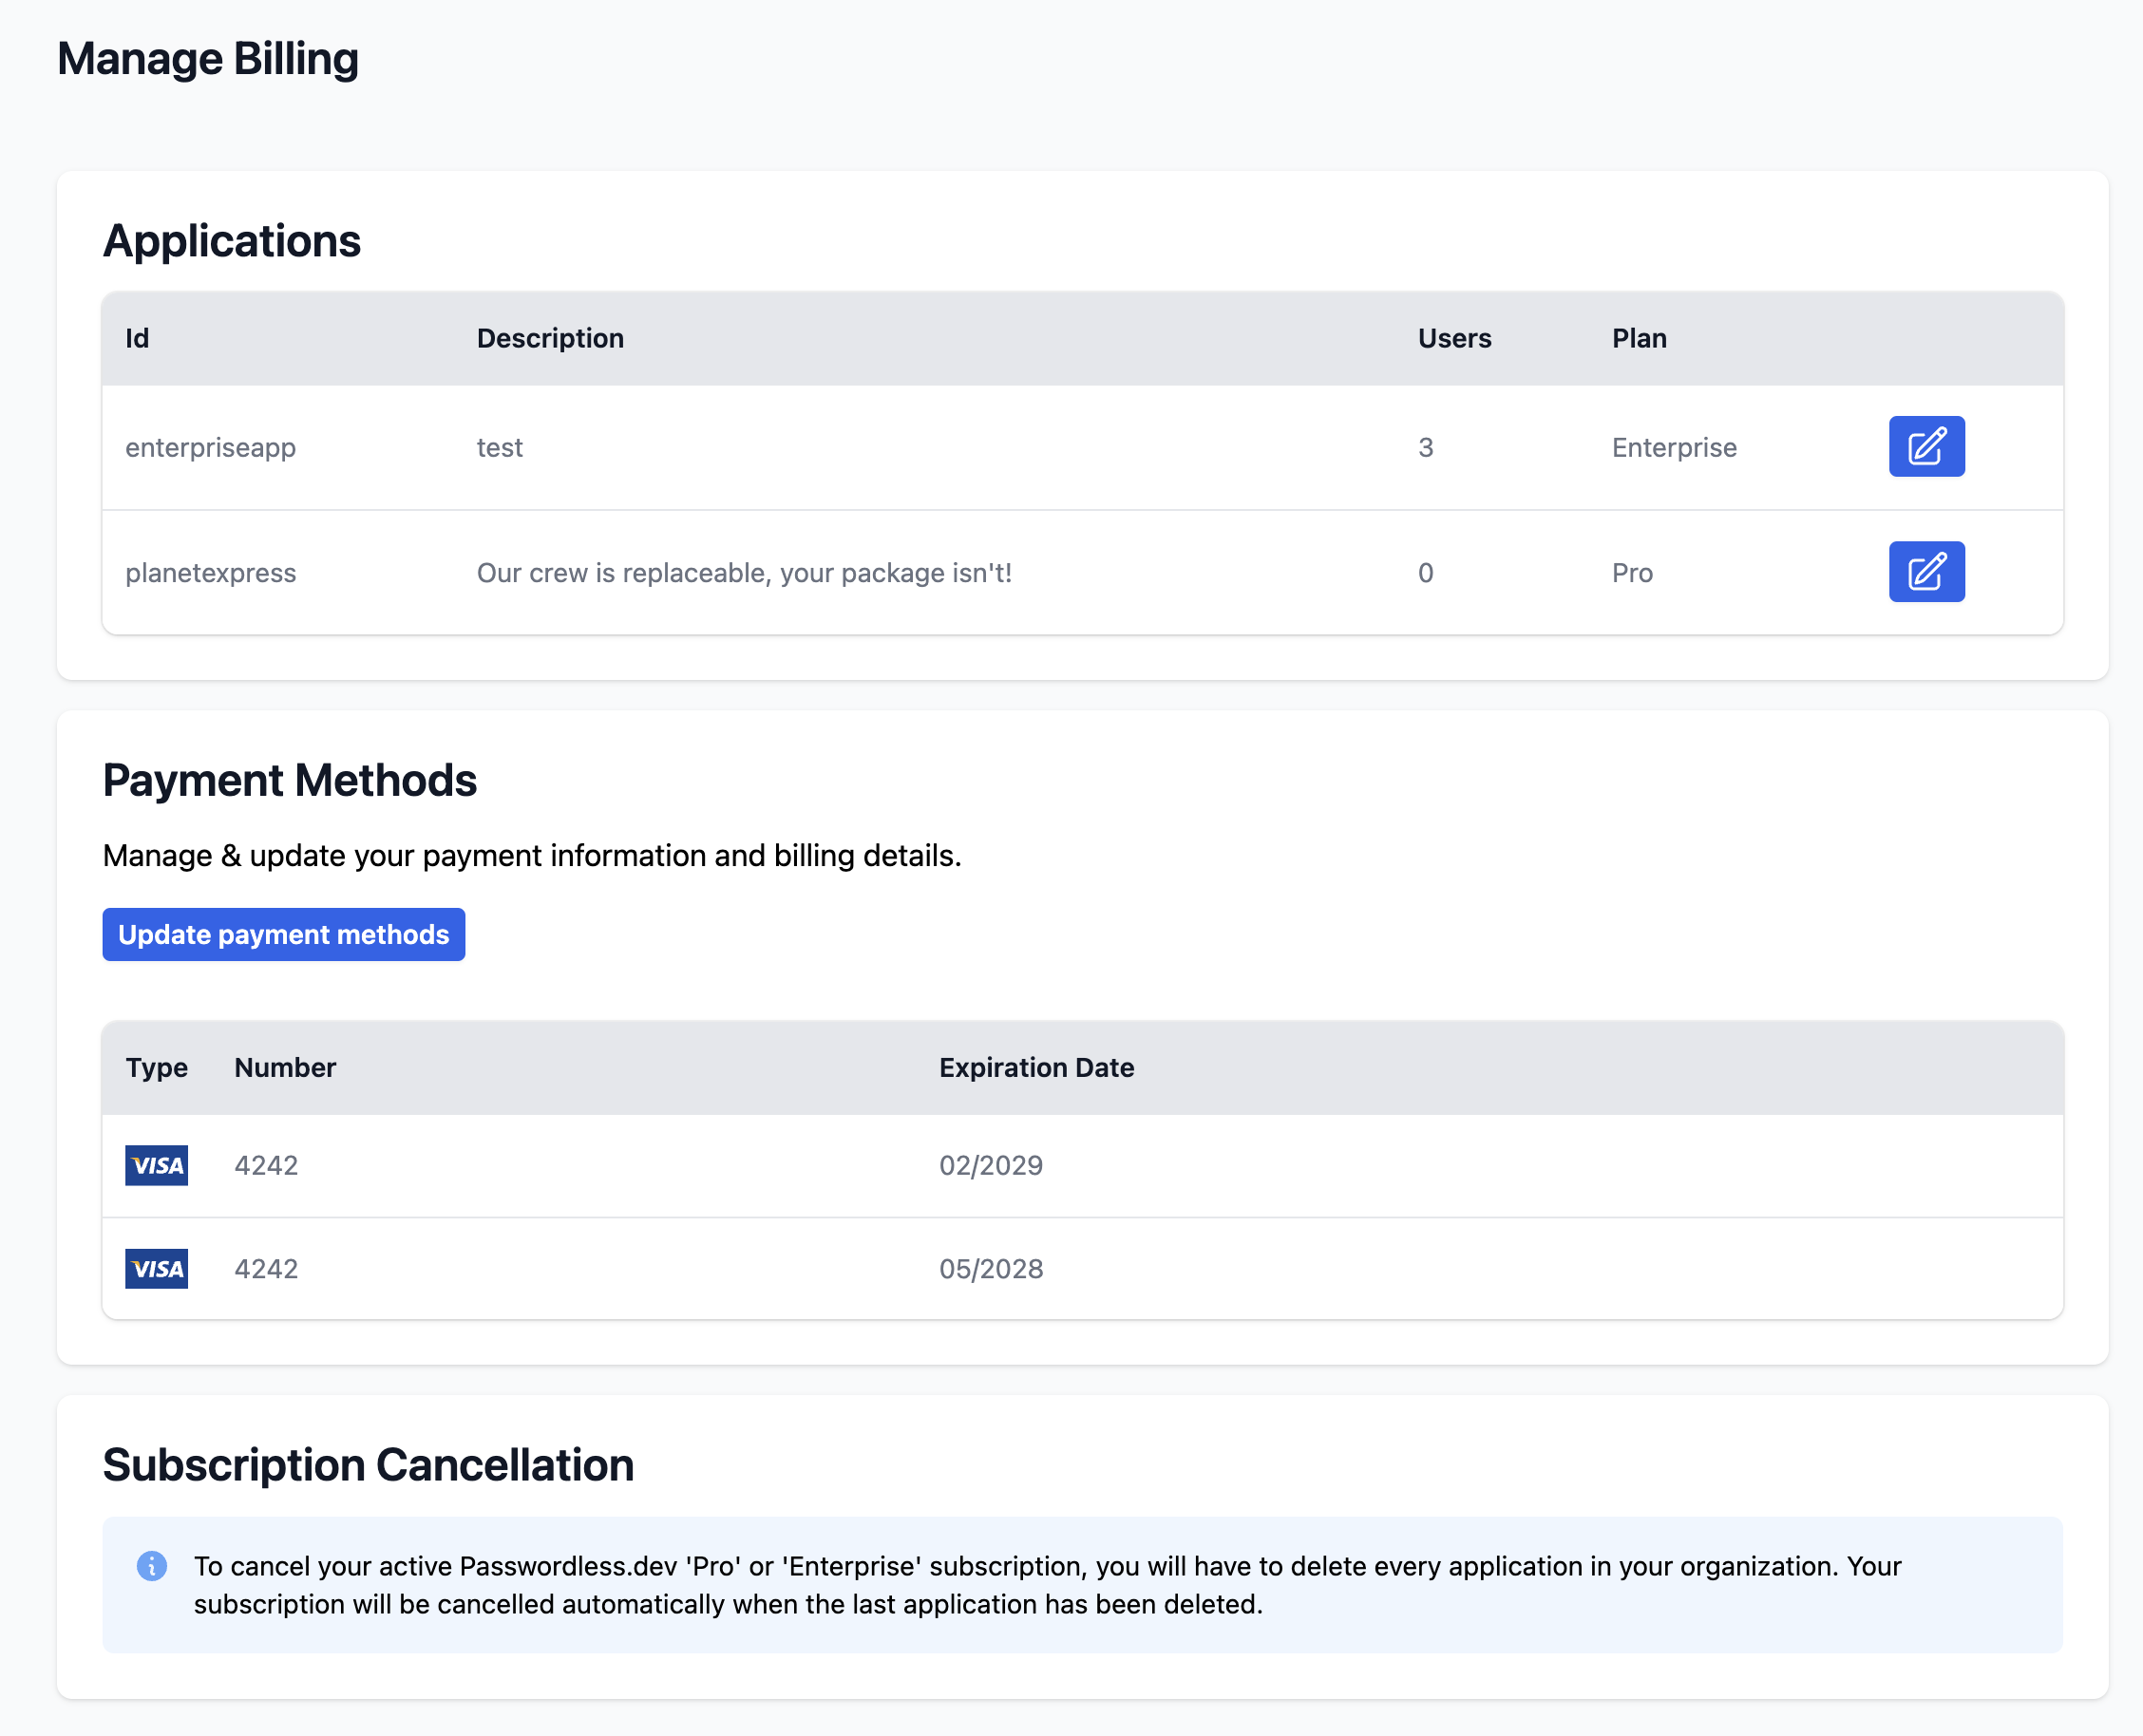 Manage Billing
Applications
Id Description Users Plan
enterpriseapp test 3 Enterprise
planetexpress Our crew is replaceable, your package isn't! 0 Pro
Payment Methods
Manage & update your payment information and billing details.
Update payment methods
Type Number Expiration Date
VISA 4242 02/2029
VISA 4242 05/2028
Subscription Cancellation
To cancel your active Passwordless.dev 'Pro' or 'Enterprise' subscription, you will have to delete every application in your organization. Your
subscription will be cancelled automatically when the last application has been deleted.